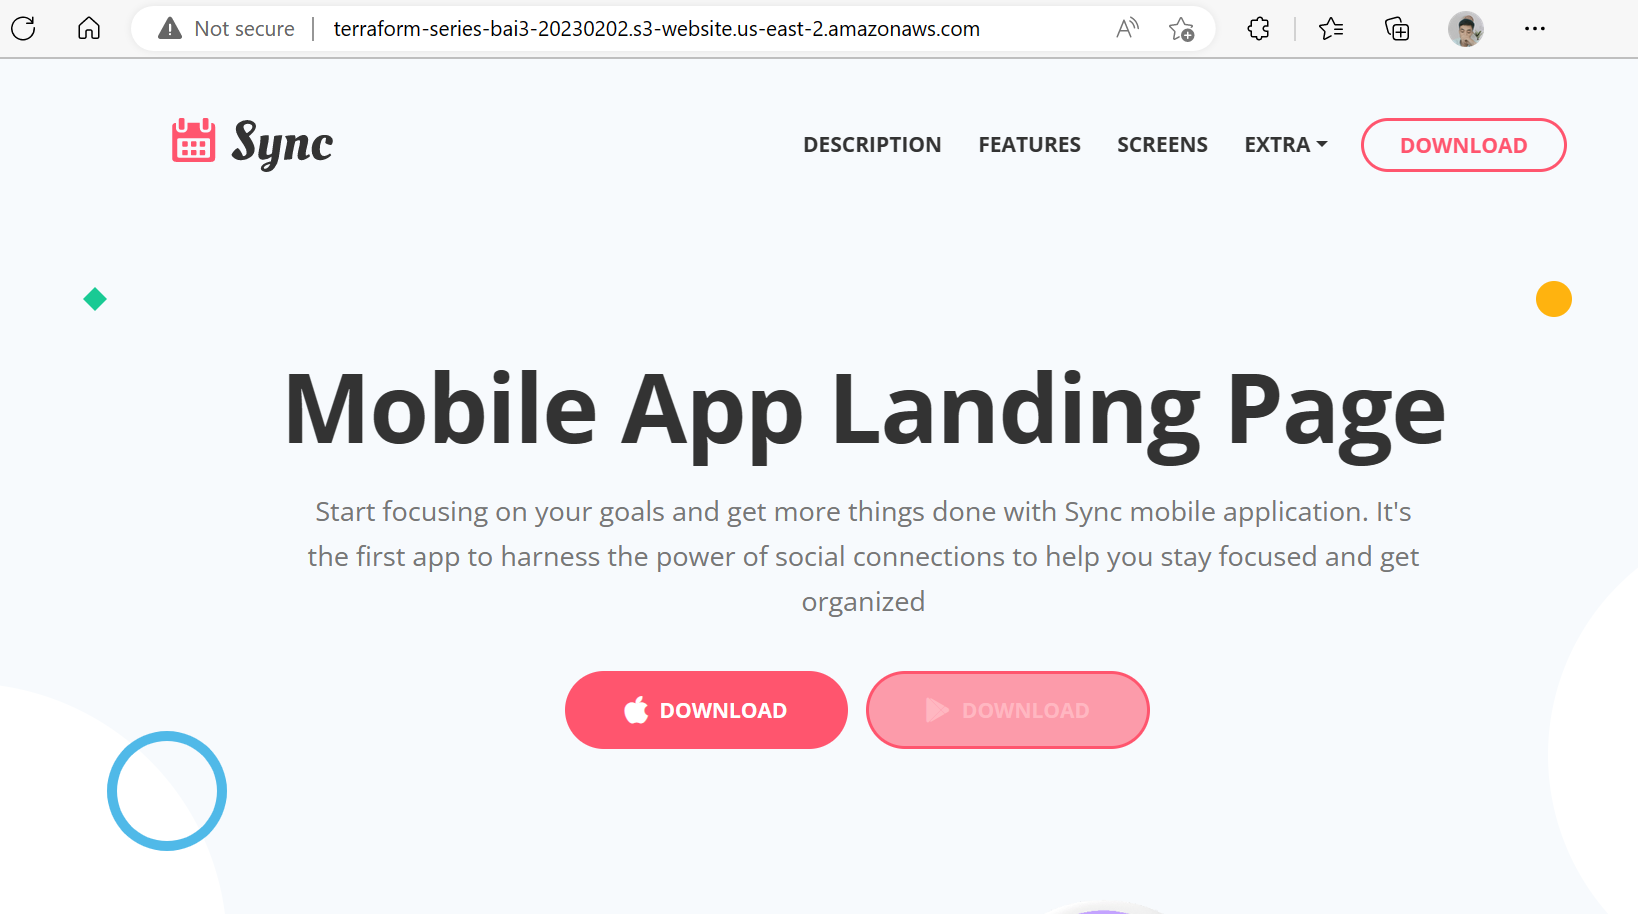 Not secure | terraform-series-bai3-20230202.s3-website.us-east-2.amazonaws.com
Sync DESCRIPTION FEATURES SCREENS EXTRA DOWNLOAD
Mobile App Landing Page
Start focusing on your goals and get more things done with Sync mobile application. It's
the first app to harness the power of social connections to help you stay focused and get
organized
DOWNLOAD DOWNLOAD